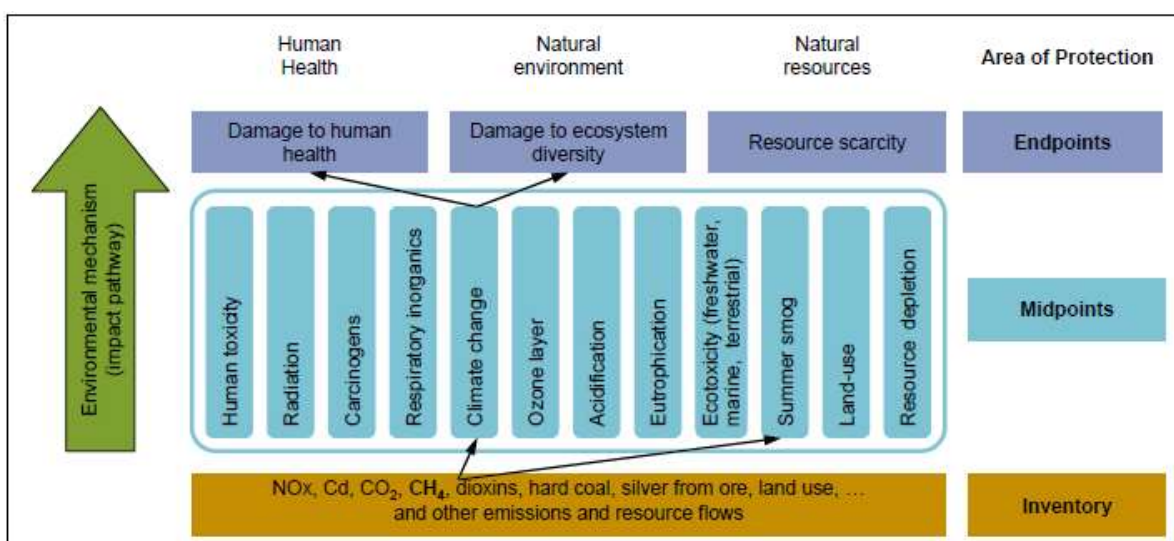 Human
Health
Natural
environment
Natural
resources
Area of Protection
Damage to human
health
Damage to ecosystem
diversity
Resource scarcity
Endpoints
Environmental mechanism
(impact pathway)
Human toxicity
Radiation
Carcinogens
Respiratory inorganics
Climate change
Ozone layer
Acidification
Eutrophication
Ecotoxicity (freshwater,
marine, terrestrial)
Summer smog
Land-use
Resource depletion
Midpoints
NOx, Cd, CO₂, CH₄, dioxins, hard coal, silver from ore, land use, …
and other emissions and resource flows
Inventory